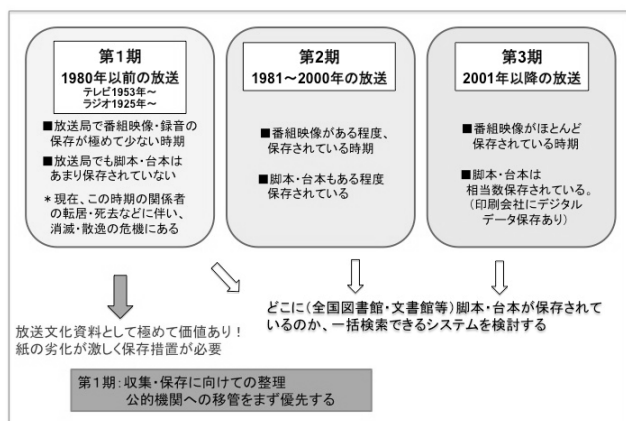 第1期
1980年以前の放送
テレビ1953年～
ラジオ1925年～
■放送局で番組映像・録音の
保存が極めて少ない時期
■放送局でも脚本・台本は
あまり保存されていない
＊現在、この時期の関係者
の転居・死去などに伴い、
消滅・散逸の危機にある
第2期
1981～2000年の放送
■番組映像がある程度、
保存されている時期
■脚本・台本もある程度
保存されている
第3期
2001年以降の放送
■番組映像がほとんど
保存されている時期
■脚本・台本は
相当数保存されている。
(印刷会社にデジタル
データ保存あり)
どこに(全国図書館・文書館等)脚本・台本が保存されて
いるのか、一括検索できるシステムを検討する
放送文化資料として極めて価値あり！
紙の劣化が激しく保存措置が必要
第1期：収集・保存に向けての整理
公的機関への移管をまず優先する